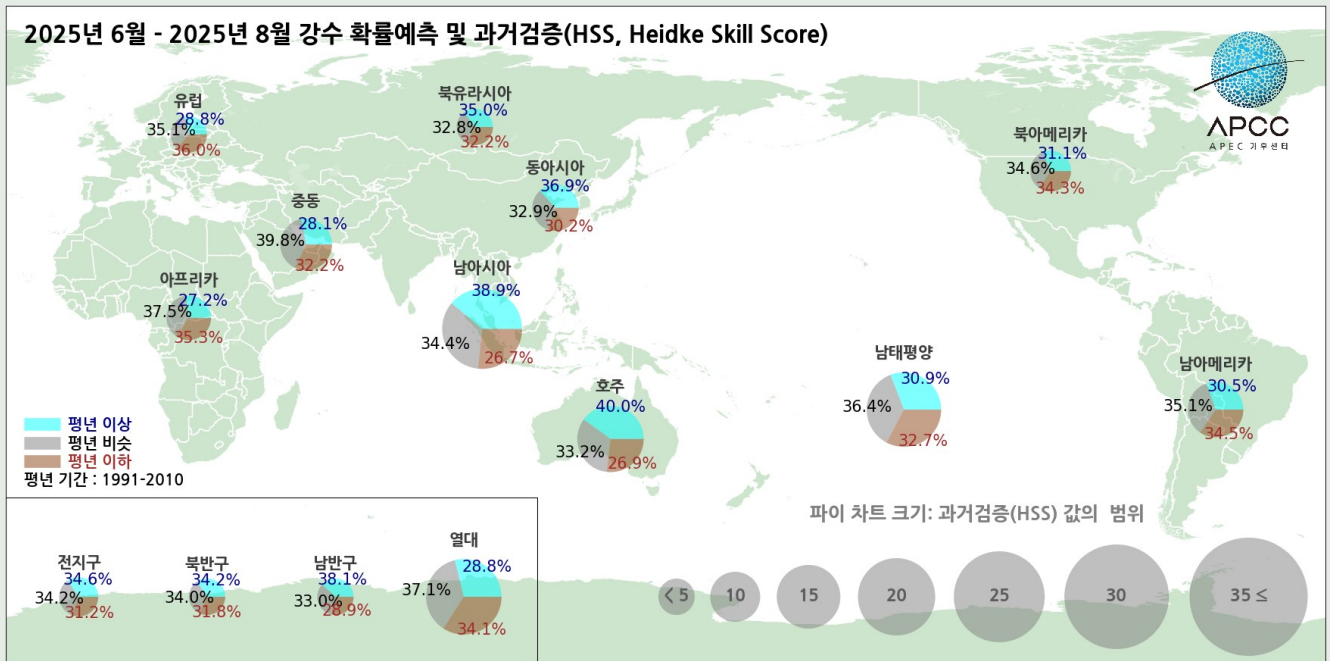 2025년 6월 - 2025년 8월 강수 확률예측 및 과거검증(HSS, Heidke Skill Score)
APCC
APEC 기후센터
유럽
28.8%
35.1%
36.0%
북유라시아
35.0%
32.8%
32.2%
북아메리카
31.1%
34.6%
34.3%
동아시아
36.9%
32.9%
30.2%
중동
28.1%
39.8%
32.2%
아프리카
27.2%
37.5%
35.3%
남아시아
38.9%
34.4%
26.7%
남태평양
30.9%
36.4%
32.7%
남아메리카
30.5%
35.1%
34.5%
호주
40.0%
33.2%
26.9%
평년 이상
평년 비슷
평년 이하
평년 기간 : 1991-2010
전지구
34.6%
34.2%
31.2%
북반구
34.2%
34.0%
31.8%
남반구
38.1%
33.0%
28.9%
열대
28.8%
37.1%
34.1%
파이 차트 크기: 과거검증(HSS) 값의 범위
< 5
10
15
20
25
30
35 ≤